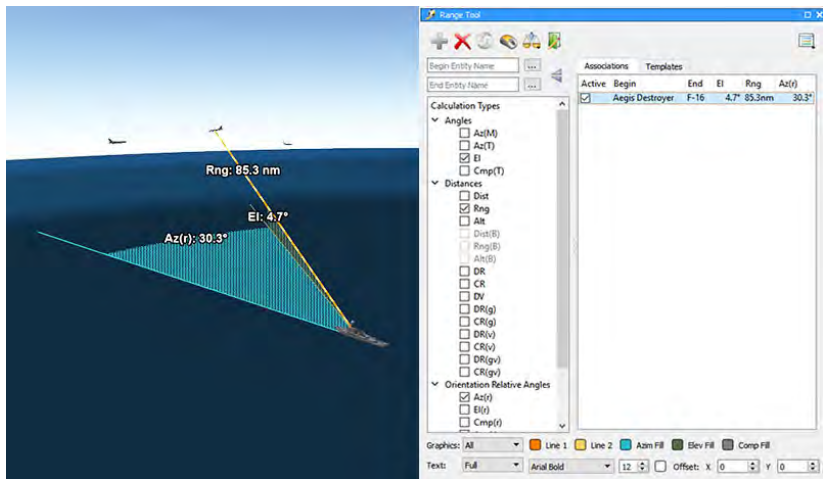 Rng: 85.3 nm
El: 4.7°
Az(r): 30.3°
Range Tool
Begin Entity Name ...
End Entity Name ...
Calculation Types
Angles
Az(M)
Az(T)
El
Cmp(T)
Distances
Dist
Rng
Alt
Dist(B)
Rng(B)
Alt(B)
DR
CR
DV
DR(g)
CR(g)
DR(v)
CR(v)
DR(gv)
CR(gv)
Orientation Relative Angles
Az(r)
El(r)
Cmp(r)
Associations Templates
Active Begin End El Rng Az(r)
Aegis Destroyer F-16 4.7° 85.3nm 30.3°
Graphics: All Line 1 Line 2 Azim Fill Elev Fill Comp Fill
Text: Full Arial Bold 12 Offset: X 0 Y 0